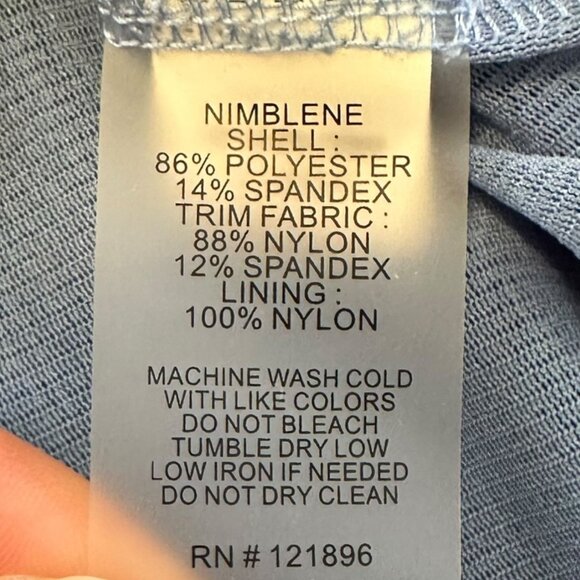 NIMBLENE
SHELL :
86% POLYESTER
14% SPANDEX
TRIM FABRIC :
88% NYLON
12% SPANDEX
LINING :
100% NYLON
MACHINE WASH COLD
WITH LIKE COLORS
DO NOT BLEACH
TUMBLE DRY LOW
LOW IRON IF NEEDED
DO NOT DRY CLEAN
RN # 121896